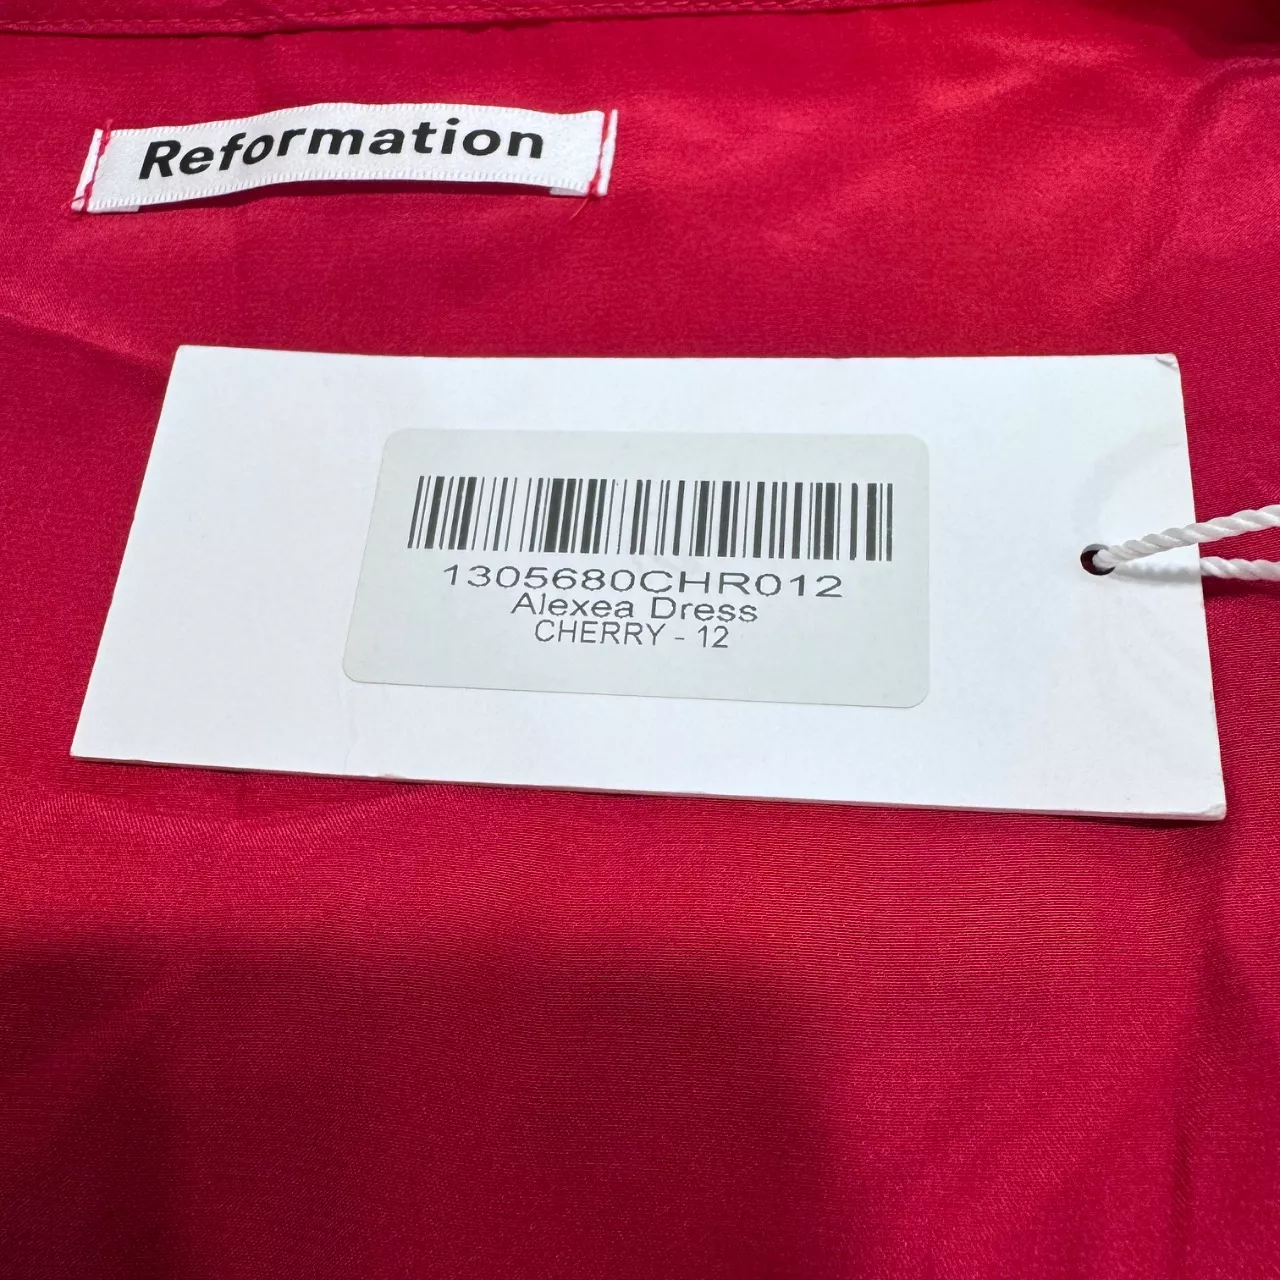 Reformation
1305680CHR012
Alexea Dress
CHERRY - 12